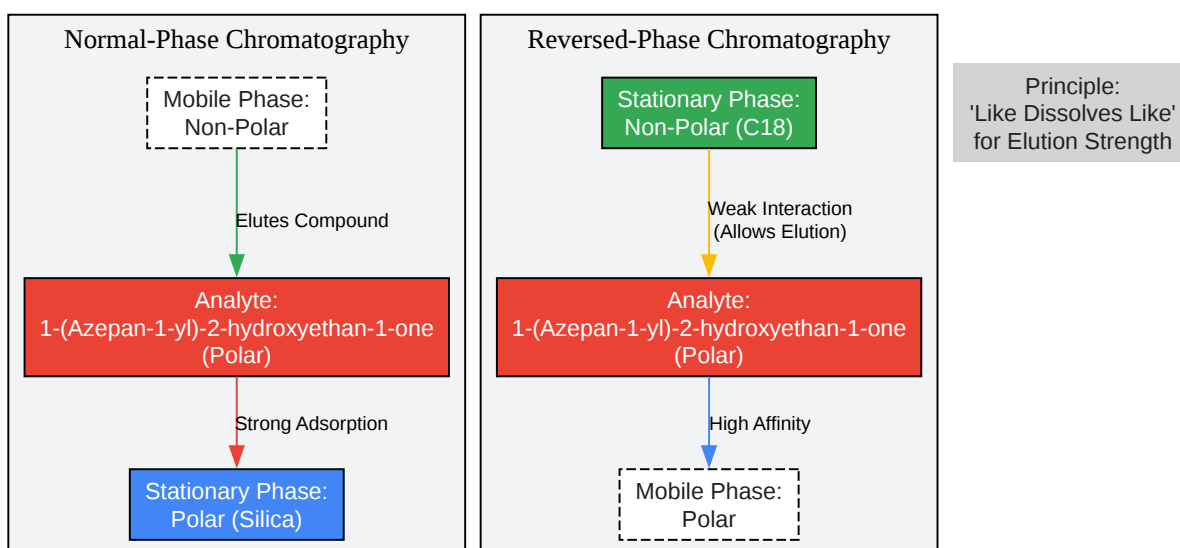 Normal-Phase Chromatography
Mobile Phase:
Non-Polar
Elutes Compound
Analyte:
1-(Azepan-1-yl)-2-hydroxyethan-1-one
(Polar)
Strong Adsorption
Stationary Phase:
Polar (Silica)
Reversed-Phase Chromatography
Stationary Phase:
Non-Polar (C18)
Weak Interaction
(Allows Elution)
Analyte:
1-(Azepan-1-yl)-2-hydroxyethan-1-one
(Polar)
High Affinity
Mobile Phase:
Polar
Principle:
'Like Dissolves Like'
for Elution Strength